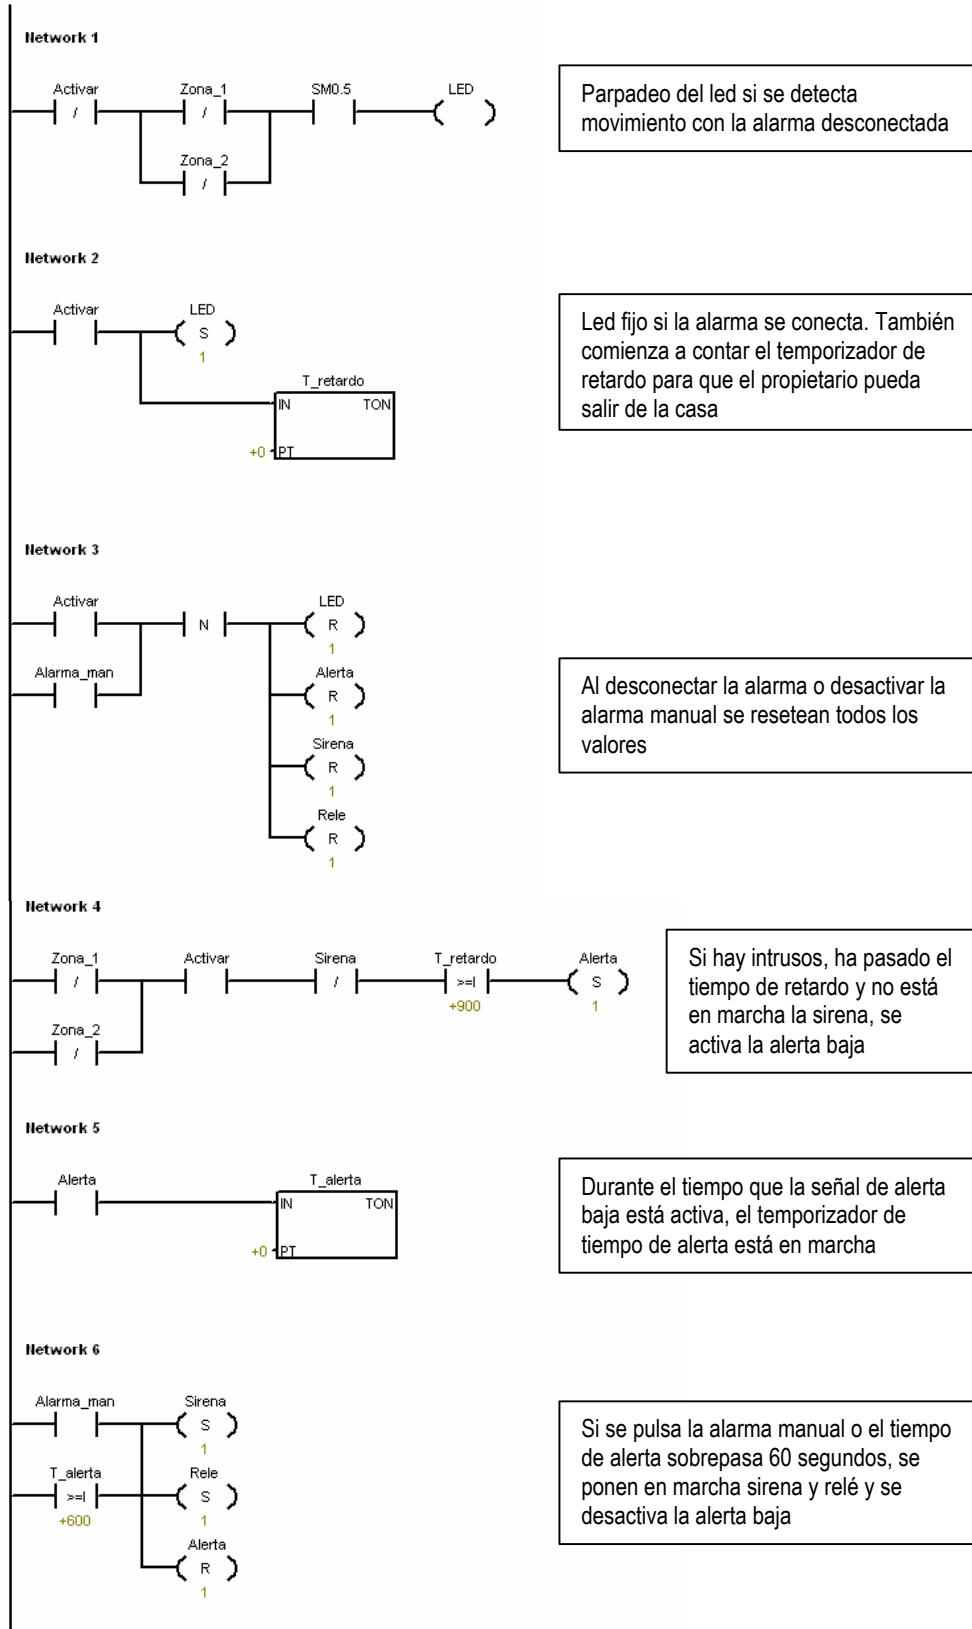 Network 1
Activar Zona_1 SM0.5 LED
/ /
Zona_2
/
Parpadeo del led si se detecta
movimiento con la alarma desconectada
Network 2
Activar LED
S
1
T_retardo
IN TON
+0 PT
Led fijo si la alarma se conecta. También
comienza a contar el temporizador de
retardo para que el propietario pueda
salir de la casa
Network 3
Activar LED
N R
1
Alarma_man Alerta
R
1
Sirena
R
1
Rele
R
1
Al desconectar la alarma o desactivar la
alarma manual se resetean todos los
valores
Network 4
Zona_1 Activar Sirena T_retardo Alerta
/ / >=I S
+900 1
Zona_2
/
Si hay intrusos, ha pasado el
tiempo de retardo y no está
en marcha la sirena, se
activa la alerta baja
Network 5
Alerta T_alerta
IN TON
+0 PT
Durante el tiempo que la señal de alerta
baja está activa, el temporizador de
tiempo de alerta está en marcha
Network 6
Alarma_man Sirena
S
1
T_alerta Rele
>=I S
+600 1
Alerta
R
1
Si se pulsa la alarma manual o el tiempo
de alerta sobrepasa 60 segundos, se
ponen en marcha sirena y relé y se
desactiva la alerta baja